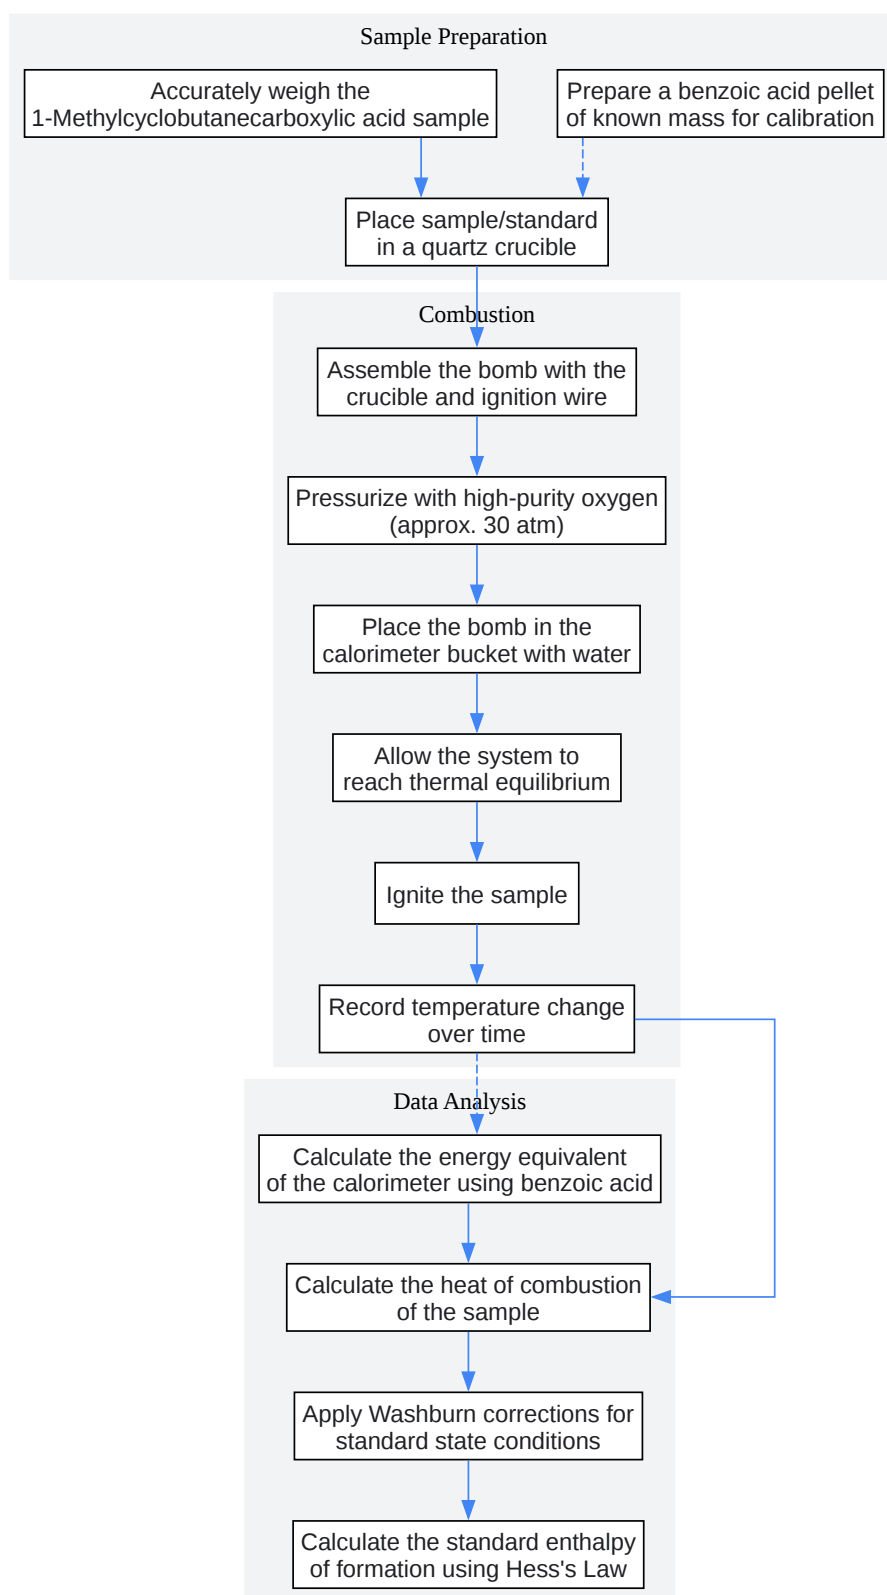 Sample Preparation
Accurately weigh the
1-Methylcyclobutanecarboxylic acid sample
Prepare a benzoic acid pellet
of known mass for calibration
Place sample/standard
in a quartz crucible
Combustion
Assemble the bomb with the
crucible and ignition wire
Pressurize with high-purity oxygen
(approx. 30 atm)
Place the bomb in the
calorimeter bucket with water
Allow the system to
reach thermal equilibrium
Ignite the sample
Record temperature change
over time
Data Analysis
Calculate the energy equivalent
of the calorimeter using benzoic acid
Calculate the heat of combustion
of the sample
Apply Washburn corrections for
standard state conditions
Calculate the standard enthalpy
of formation using Hess's Law